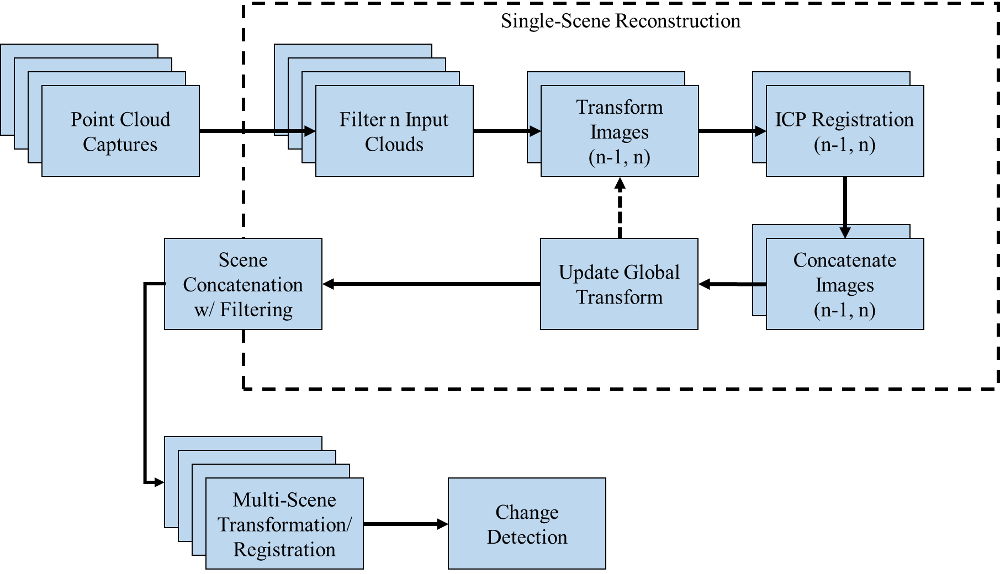 Single-Scene Reconstruction
Point Cloud
Captures
Filter n Input
Clouds
Transform
Images
(n-1, n)
ICP Registration
(n-1, n)
Scene
Concatenation
w/ Filtering
Update Global
Transform
Concatenate
Images
(n-1, n)
Multi-Scene
Transformation/
Registration
Change
Detection